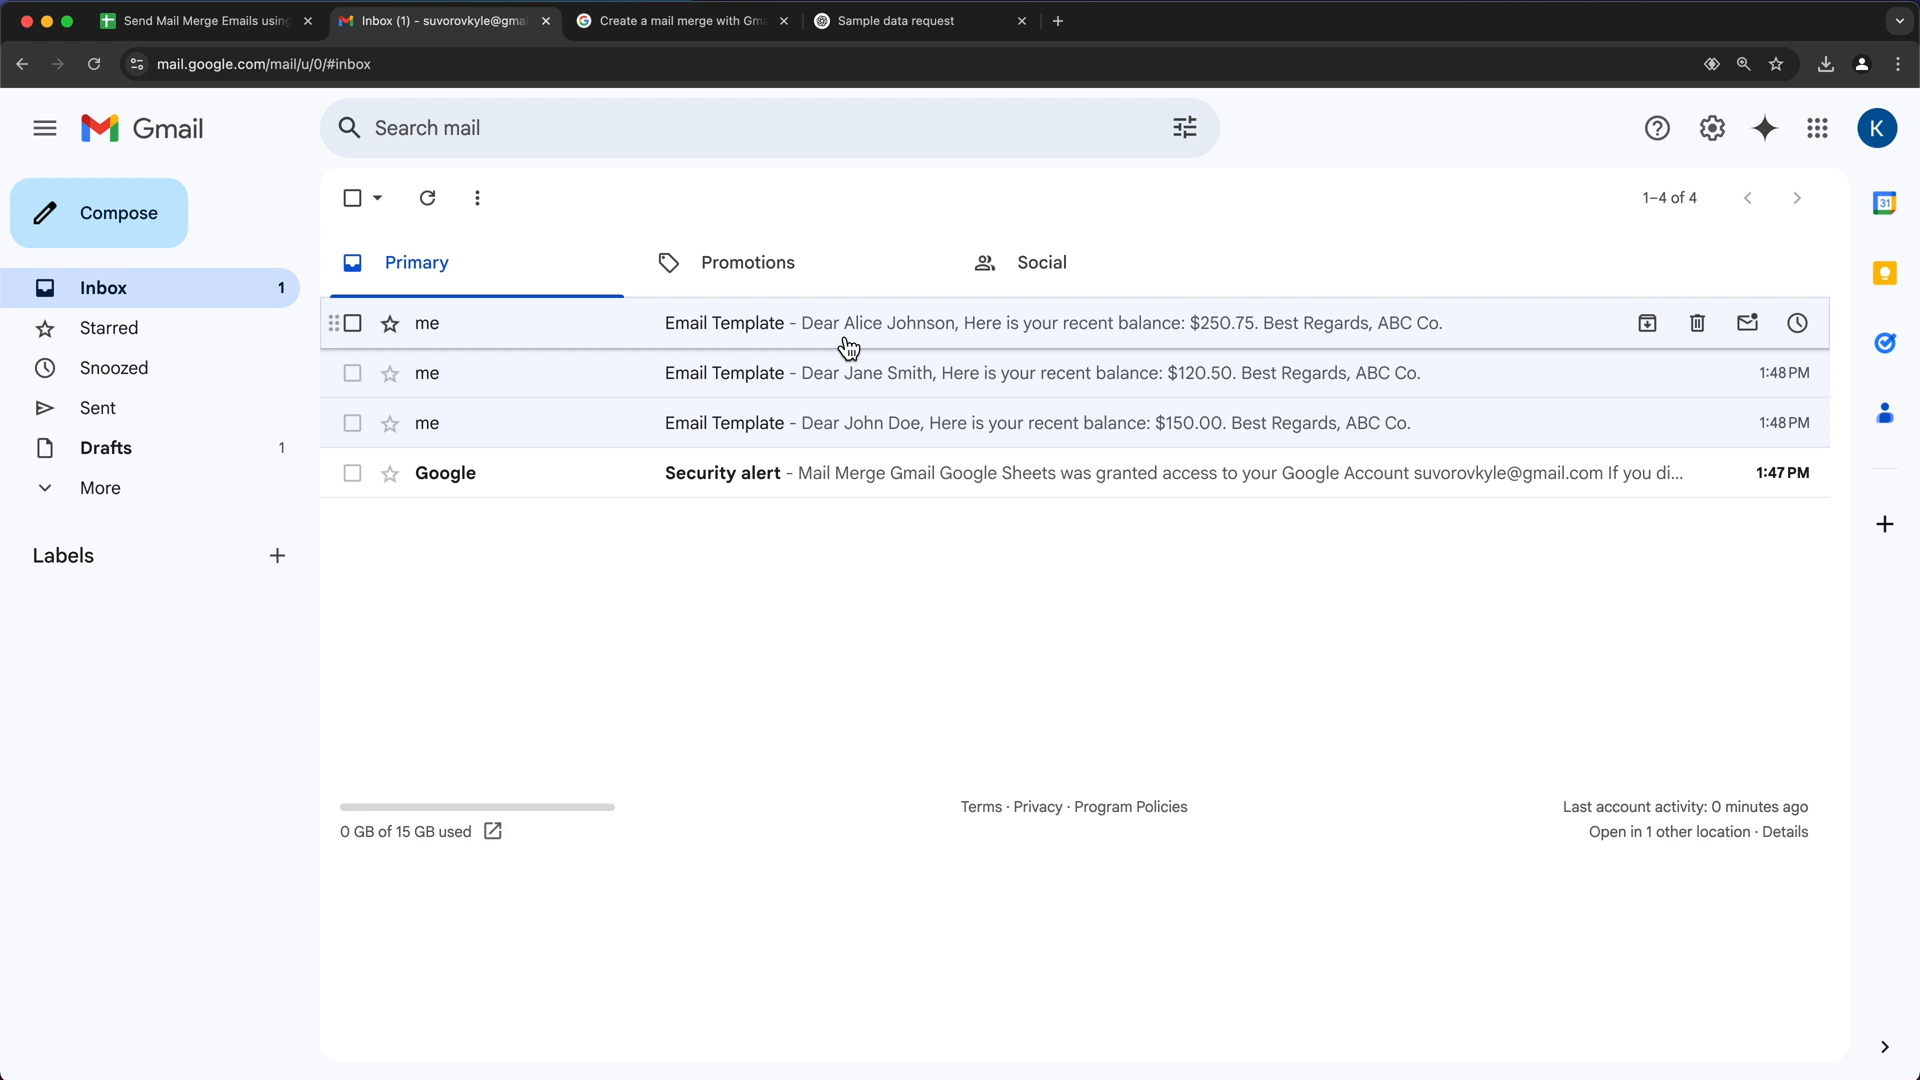 Send Mail Merge Emails using
Inbox (1) - suvorovkyle@gmai
Create a mail merge with Gm
Sample data request
mail.google.com/mail/u/0/#inbox
Gmail
Search mail
K
Compose
1–4 of 4
31
Primary
Promotions
Social
Inbox 1
Starred
Snoozed
Sent
Drafts 1
More
Labels
me Email Template - Dear Alice Johnson, Here is your recent balance: $250.75. Best Regards, ABC Co.
me Email Template - Dear Jane Smith, Here is your recent balance: $120.50. Best Regards, ABC Co. 1:48 PM
me Email Template - Dear John Doe, Here is your recent balance: $150.00. Best Regards, ABC Co. 1:48 PM
Google Security alert - Mail Merge Gmail Google Sheets was granted access to your Google Account suvorovkyle@gmail.com If you di... 1:47 PM
0 GB of 15 GB used
Terms · Privacy · Program Policies
Last account activity: 0 minutes ago
Open in 1 other location · Details